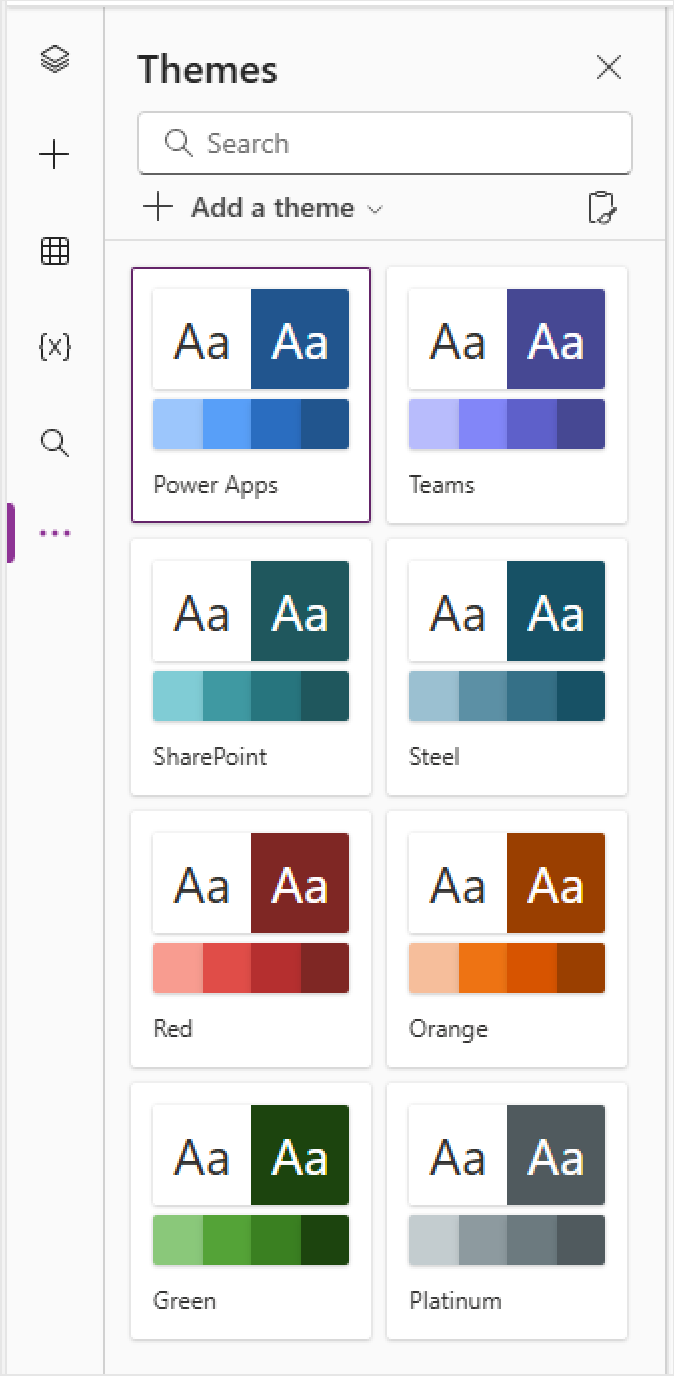 Themes
Search
Add a theme
Aa Aa
Power Apps
Aa Aa
Teams
Aa Aa
SharePoint
Aa Aa
Steel
Aa Aa
Red
Aa Aa
Orange
Aa Aa
Green
Aa Aa
Platinum